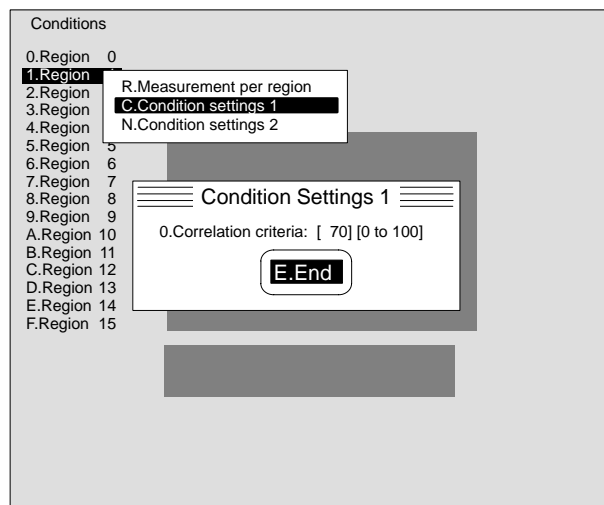 Conditions
0.Region 0
1.Region
2.Region
3.Region
4.Region
5.Region 5
6.Region 6
7.Region 7
8.Region 8
9.Region 9
A.Region 10
B.Region 11
C.Region 12
D.Region 13
E.Region 14
F.Region 15
R.Measurement per region
C.Condition settings 1
N.Condition settings 2
Condition Settings 1
0.Correlation criteria: [ 70] [0 to 100]
E.End